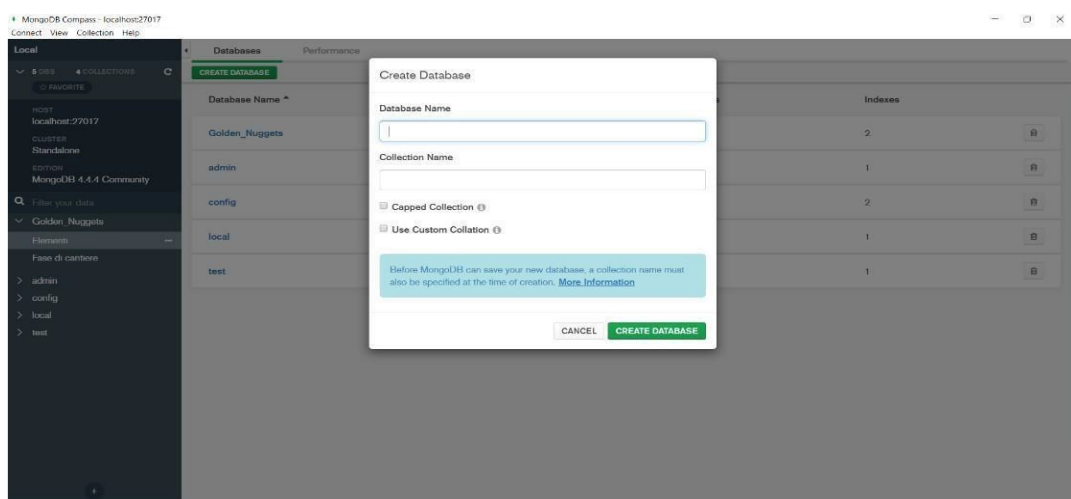 MongoDB Compass - localhost:27017
Connect View Collection Help
Local
5 DBS 4 COLLECTIONS
FAVORITE
HOST
localhost:27017
CLUSTER
Standalone
EDITION
MongoDB 4.4.4 Community
Filter your data
Golden_Nuggets
Elementi
Fase di cantiere
admin
config
local
test
Databases Performance
CREATE DATABASE
Database Name
Indexes
Golden_Nuggets 2
admin 1
config 2
local 1
test 1
Create Database
Database Name
Collection Name
Capped Collection
Use Custom Collation
Before MongoDB can save your new database, a collection name must
also be specified at the time of creation. More Information
CANCEL CREATE DATABASE